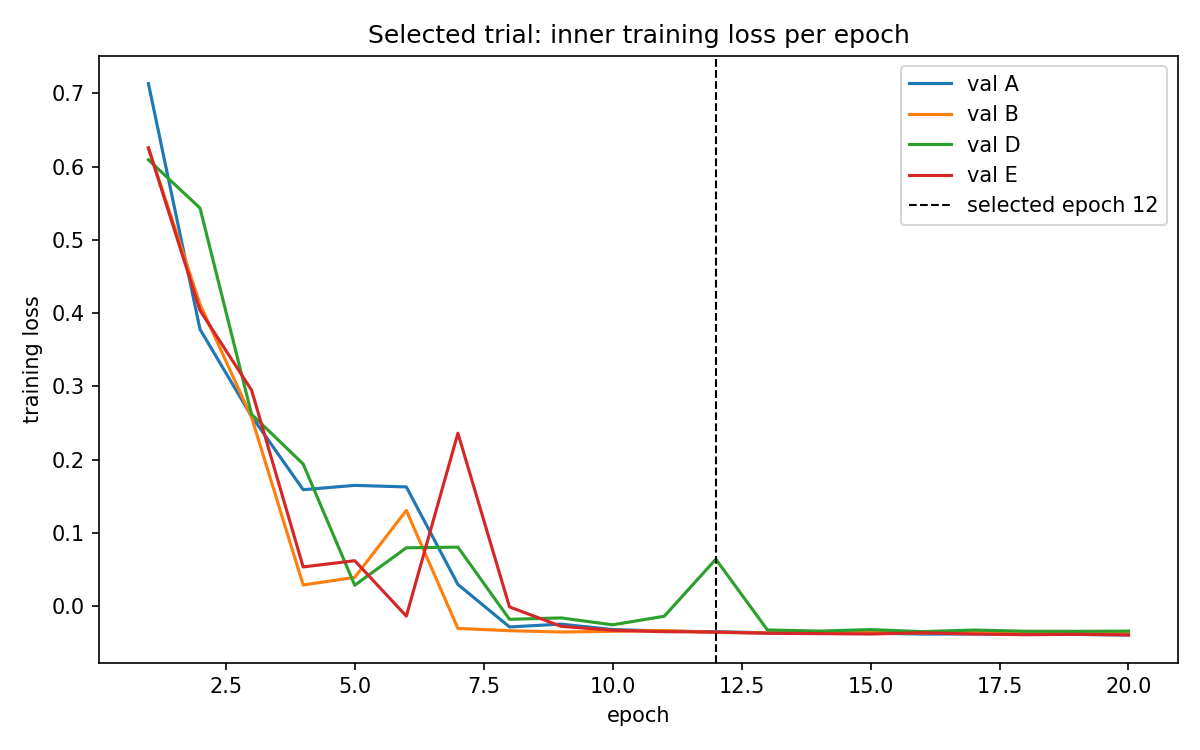 Selected trial: inner training loss per epoch
val A
val B
val D
val E
selected epoch 12
training loss
0.7
0.6
0.5
0.4
0.3
0.2
0.1
0.0
2.5 5.0 7.5 10.0 12.5 15.0 17.5 20.0
epoch